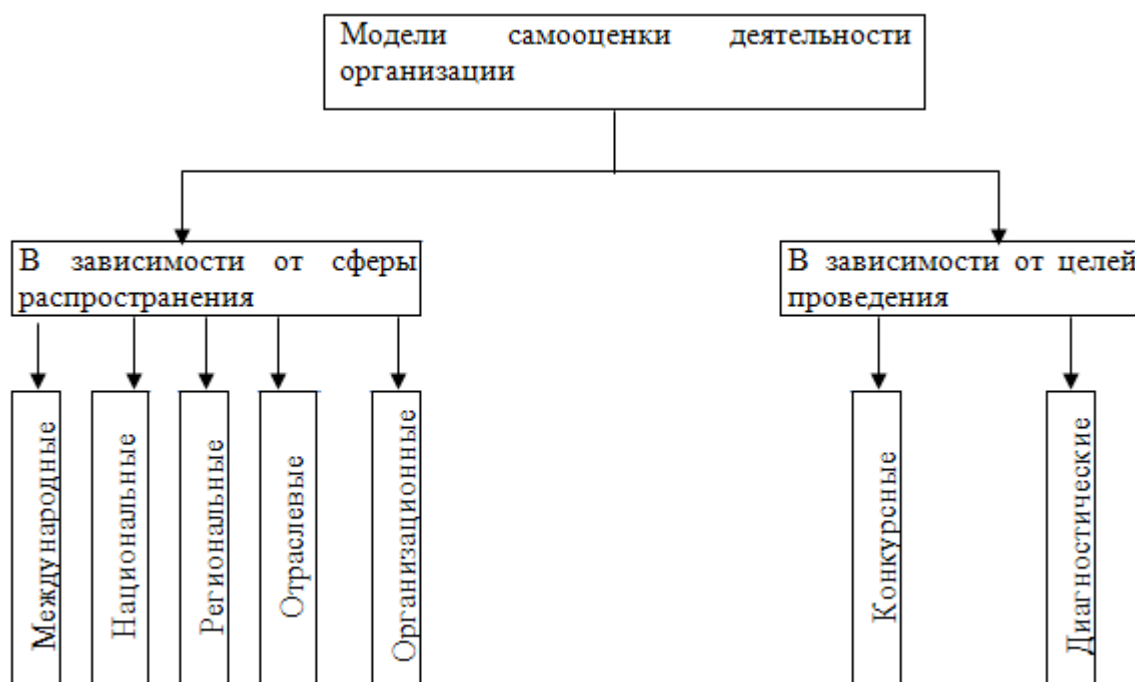 Модели самооценки деятельности
организации
В зависимости от сферы
распространения
В зависимости от целей
проведения
Международные
Национальные
Региональные
Отраслевые
Организационные
Конкурсные
Диагностические